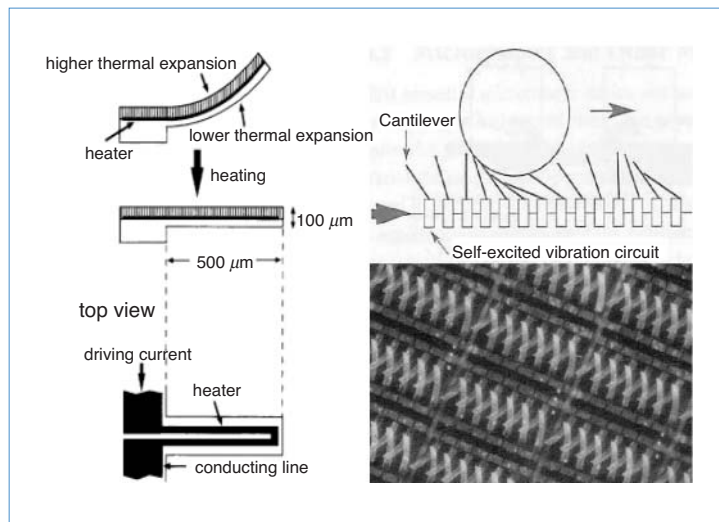 higher thermal expansion
lower thermal expansion
heater
heating
100 μm
500 μm
top view
driving current
heater
conducting line
Cantilever
Self-excited vibration circuit